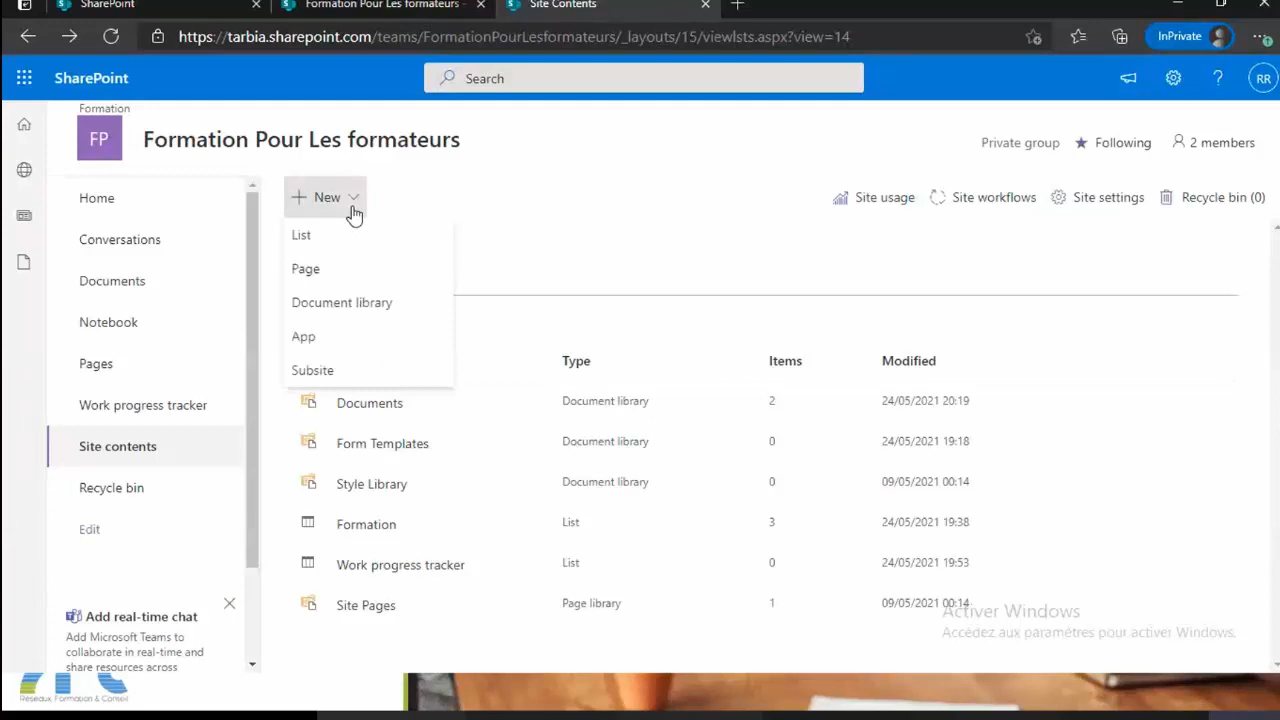 SharePoint
Formation Pour Les formateurs
Site Contents
https://tarbia.sharepoint.com/teams/FormationPourLesformateurs/_layouts/15/viewlsts.aspx?view=14
InPrivate
SharePoint
Search
RR
Formation
FP
Formation Pour Les formateurs
Private group
Following
2 members
Home
Conversations
Documents
Notebook
Pages
Work progress tracker
Site contents
Recycle bin
Edit
Add real-time chat
Add Microsoft Teams to
collaborate in real-time and
share resources across
New
Site usage
Site workflows
Site settings
Recycle bin (0)
List
Page
Document library
App
Subsite
Type Items Modified
Documents Document library 2 24/05/2021 20:19
Form Templates Document library 0 24/05/2021 19:18
Style Library Document library 0 09/05/2021 00:14
Formation List 3 24/05/2021 19:38
Work progress tracker List 0 24/05/2021 19:53
Site Pages Page library 1 09/05/2021 00:14
Activer Windows
Accédez aux paramètres pour activer Windows.
Réseaux, Formation & Conseil